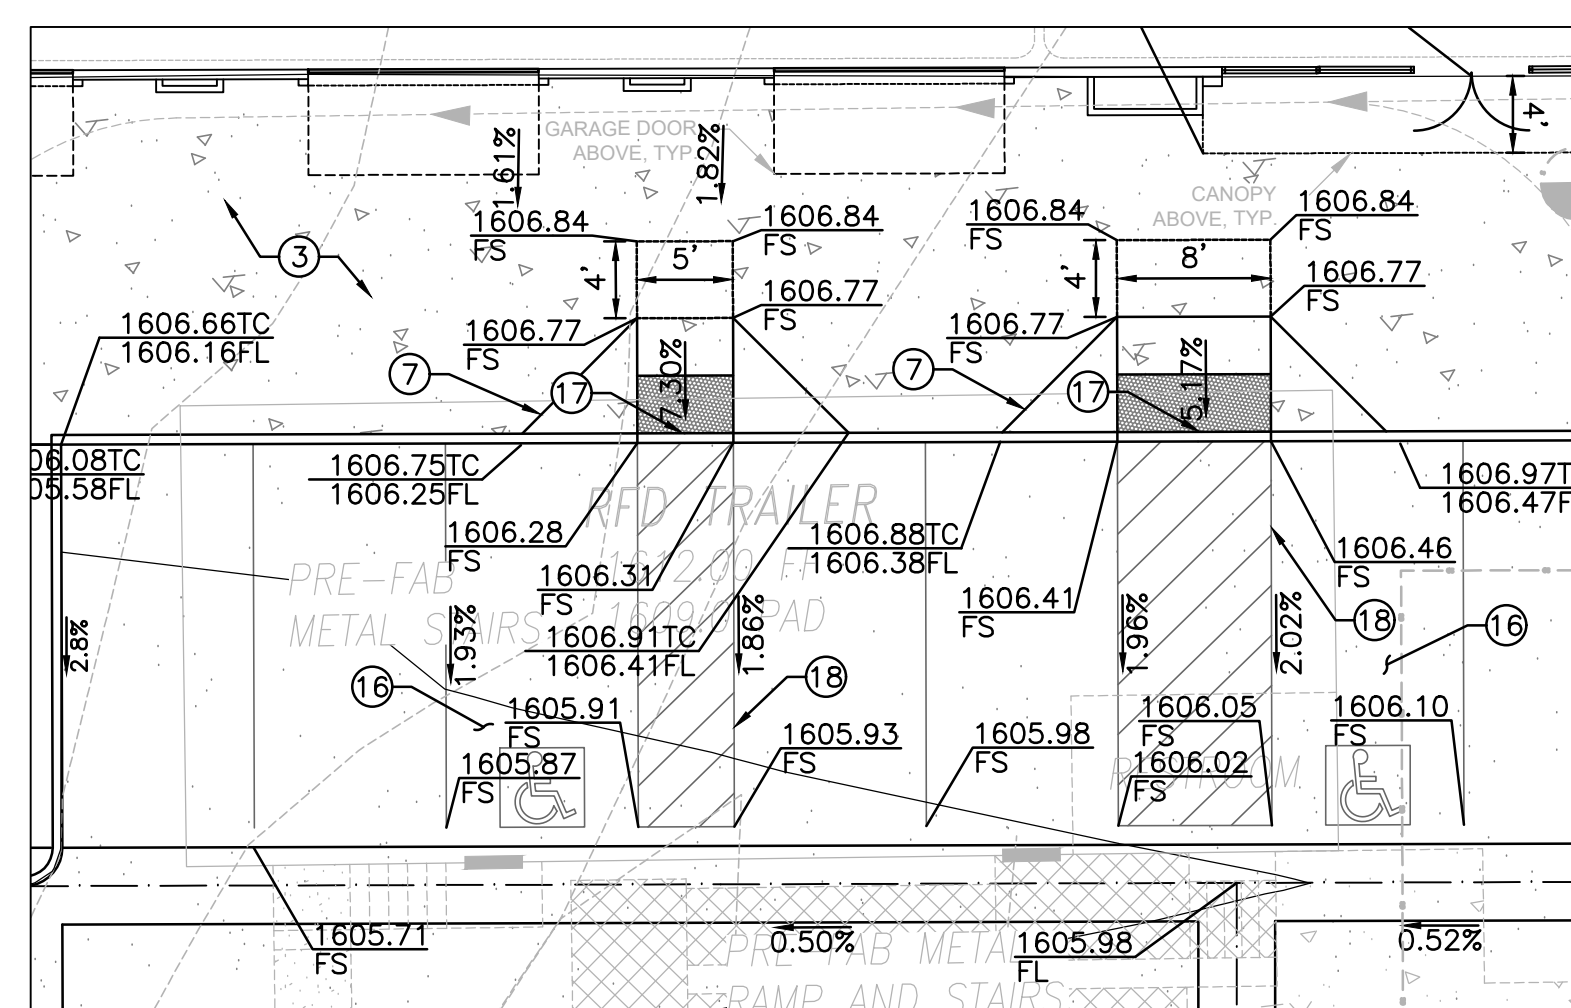 GARAGE DOOR
ABOVE, TYP.
1.61%
1.82%
4'
CANOPY
ABOVE, TYP.
1606.84
FS
1606.84
FS
1606.84
FS
1606.84
FS
3
4'
5'
4'
8'
1606.77
FS
1606.77
FS
1606.77
FS
1606.77
FS
1606.66TC
1606.16FL
7
17
7.30%
7
17
5.17%
06.08TC
05.58FL
1606.75TC
1606.25FL
1606.97T
1606.47F
RFD TRAILER
1612.00 FF
PAD
1606.28
FS
1606.88TC
1606.38FL
1606.46
FS
PRE-FAB
METAL STAIRS
1606.31
FS
1606.41
FS
2.8%
1.93%
1606.91TC
1606.41FL
1.86%
1.96%
2.02%
18
16
16
18
1605.91
FS
1605.93
FS
1605.98
FS
1606.05
FS
1606.10
FS
1605.87
FS
1606.02
FS
RESTROOM
1605.71
FS
0.50%
PRE-FAB METAL
RAMP AND STAIRS
1605.98
FL
0.52%